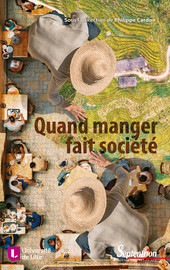 Sous la direction de Philippe Cardon
Quand manger
fait société
L
Université
de Lille
Septentrion